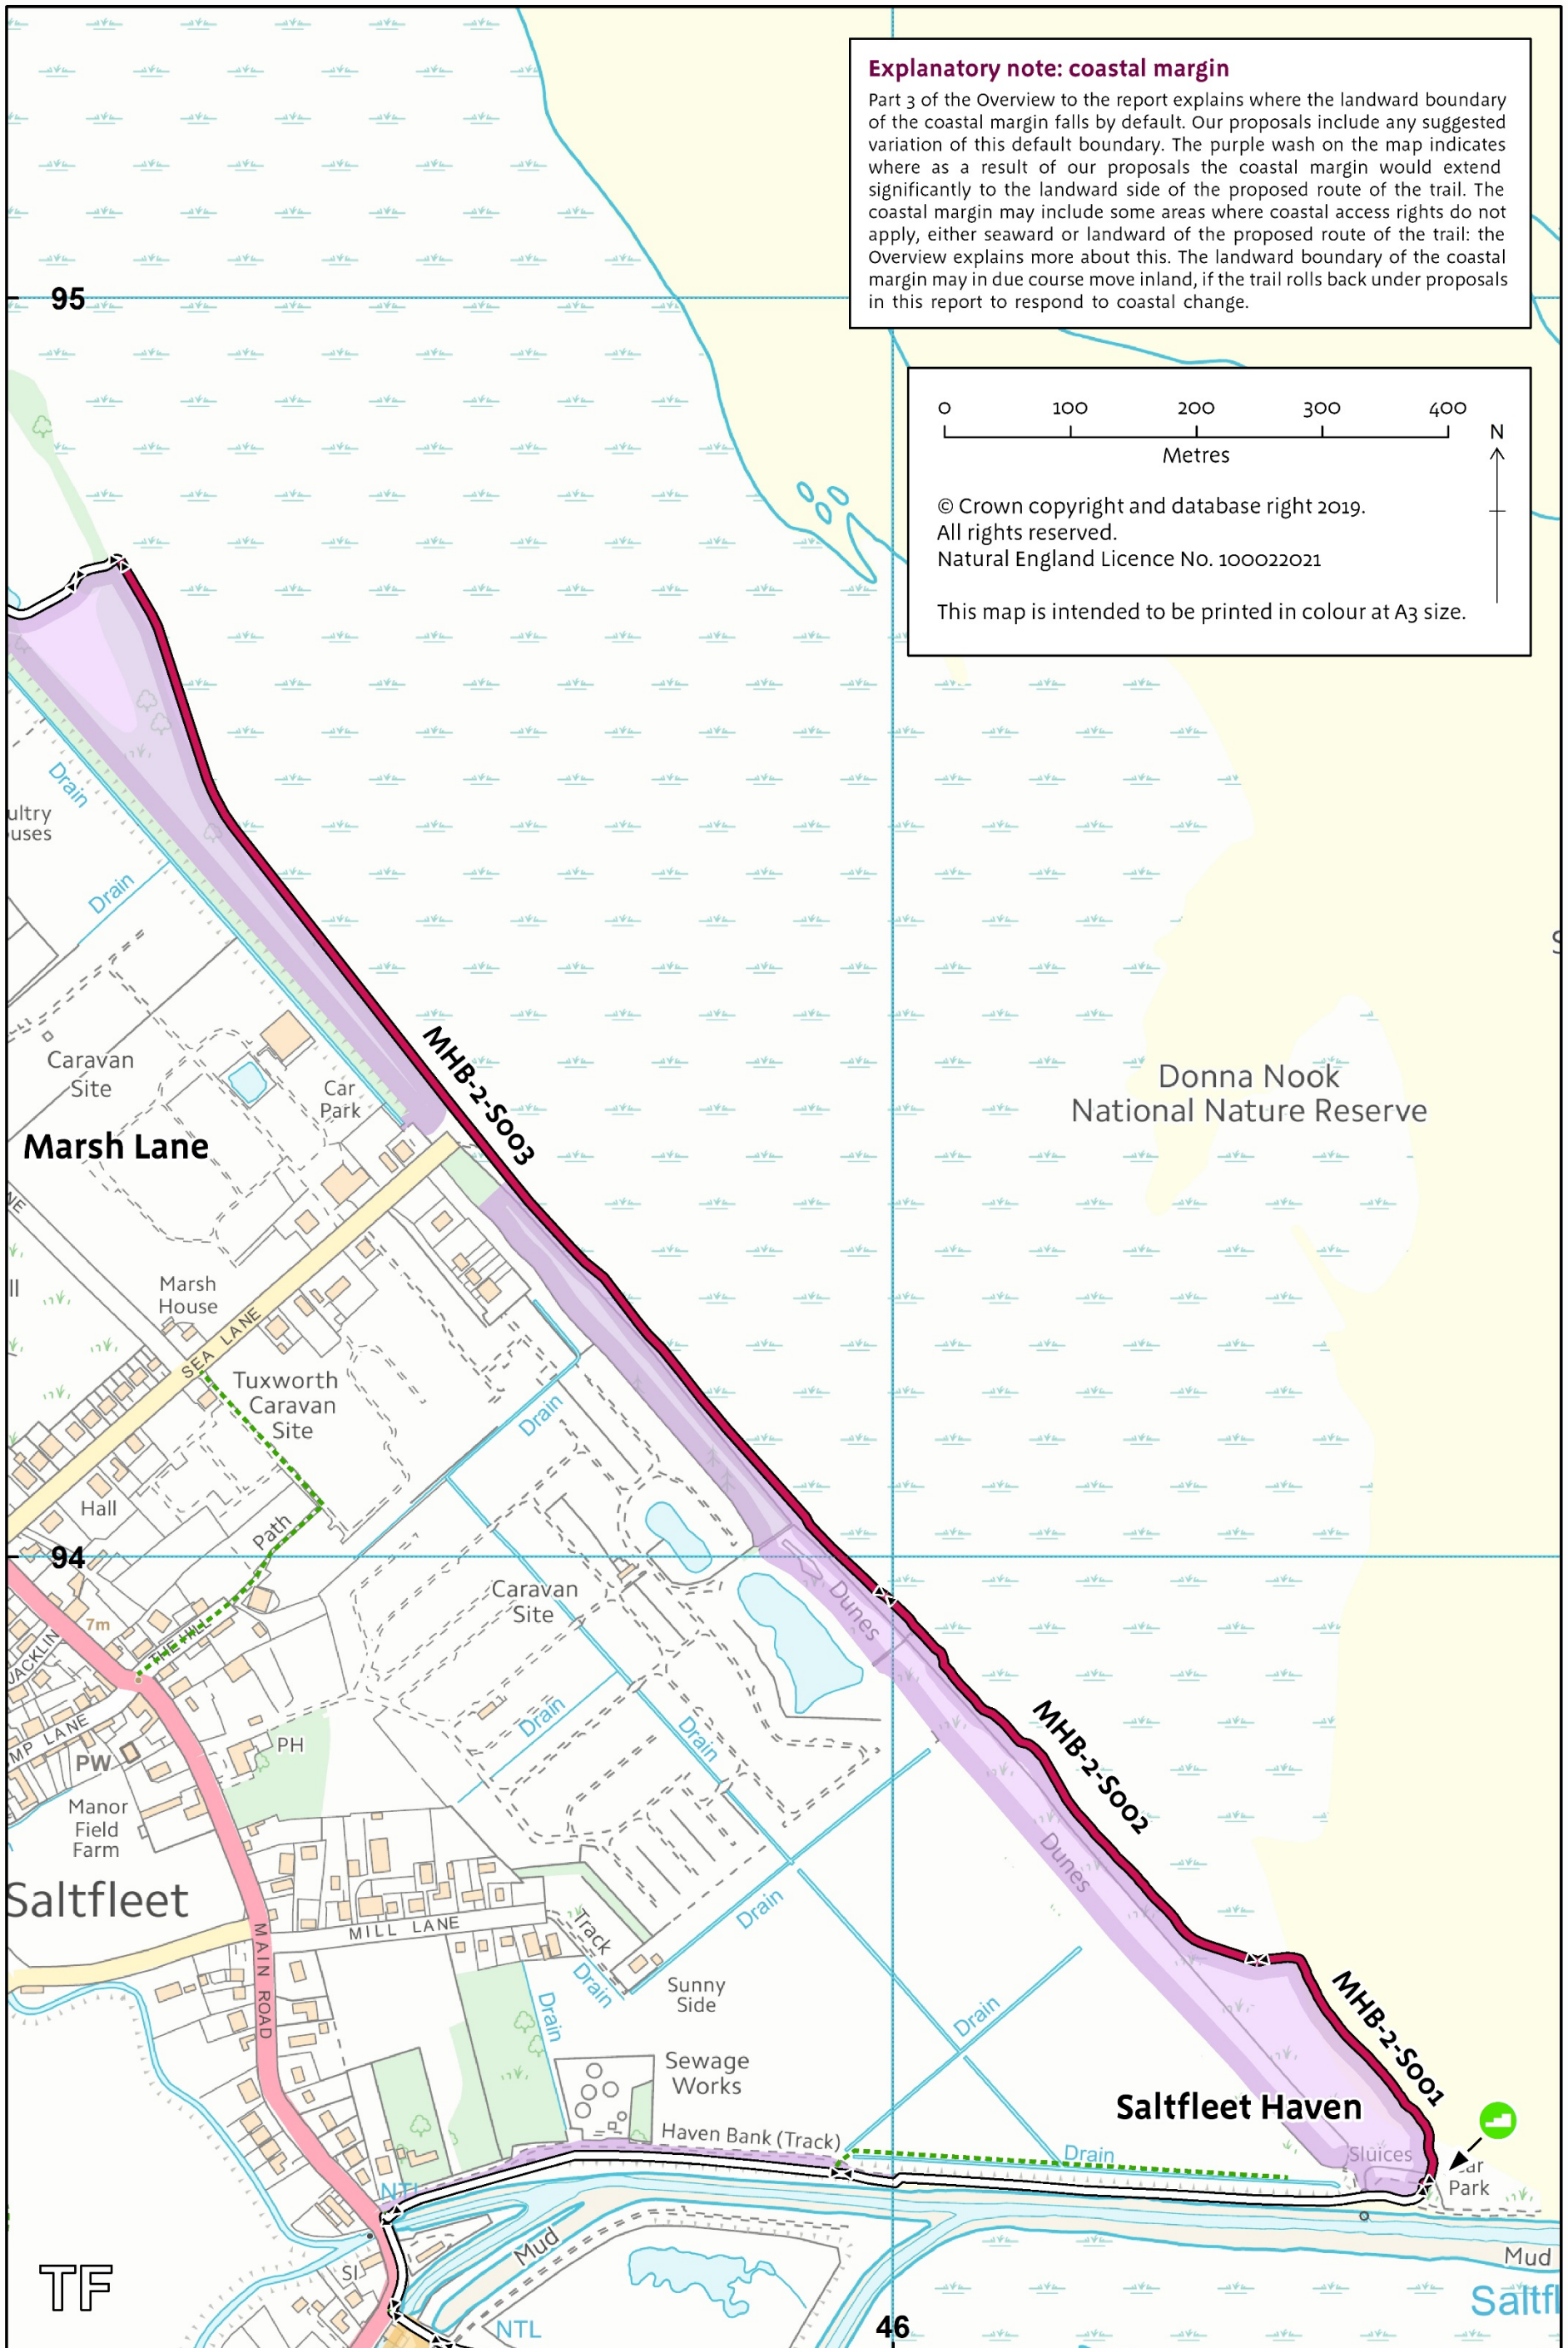 Explanatory note: coastal margin
Part 3 of the Overview to the report explains where the landward boundary
of the coastal margin falls by default. Our proposals include any suggested
variation of this default boundary. The purple wash on the map indicates
where as a result of our proposals the coastal margin would extend
significantly to the landward side of the proposed route of the trail. The
coastal margin may include some areas where coastal access rights do not
apply, either seaward or landward of the proposed route of the trail: the
Overview explains more about this. The landward boundary of the coastal
margin may in due course move inland, if the trail rolls back under proposals
in this report to respond to coastal change.
95
0 100 200 300 400
Metres
N
© Crown copyright and database right 2019.
All rights reserved.
Natural England Licence No. 100022021
This map is intended to be printed in colour at A3 size.
Drain
ultry
ouses
Drain
Caravan
Site
Car
Park
MHB-2-S003
Marsh Lane
Donna Nook
National Nature Reserve
NE
ll
Marsh
House
SEA LANE
Tuxworth
Caravan
Site
Drain
Hall
Path
94
7m
THE HILL
JACKLIN
Caravan
Site
Dunes
MP LANE
PW
PH
Drain
Drain
MHB-2-S002
Manor
Field
Farm
Dunes
Saltfleet
MAIN ROAD
MILL LANE
Track
Drain
Drain
Drain
Sunny
Side
Drain
MHB-2-S001
Sewage
Works
Saltfleet Haven
Haven Bank (Track)
Drain
Sluices
ar
Park
NTL
Mud
SI
TF
NTL
46
Mud
Saltfl